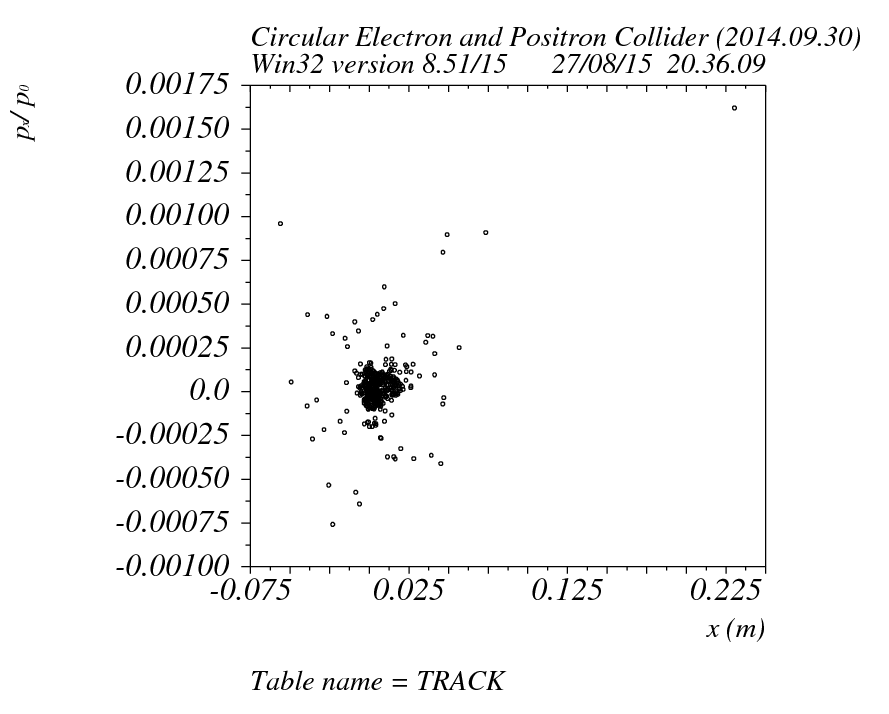 Circular Electron and Positron Collider (2014.09.30)
Win32 version 8.51/15 27/08/15 20.36.09
px/ p0
0.00175
0.00150
0.00125
0.00100
0.00075
0.00050
0.00025
0.0
-0.00025
-0.00050
-0.00075
-0.00100
-0.075 0.025 0.125 0.225
x (m)
Table name = TRACK